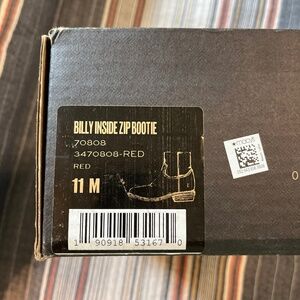 BILLY INSIDE ZIP BOOTIE
70808
3470808-RED
RED
11 M
1 90918 53167 0